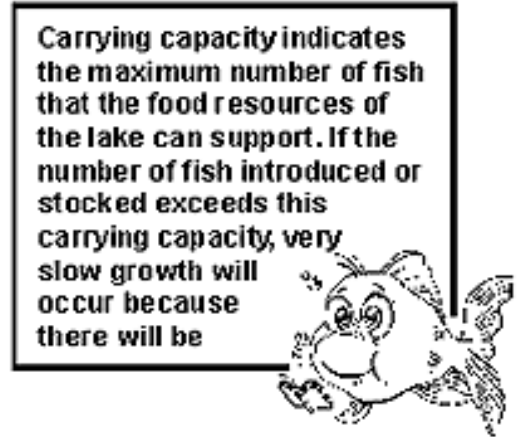 Carrying capacity indicates
the maximum number of fish
that the food resources of
the lake can support. If the
number of fish introduced or
stocked exceeds this
carrying capacity, very
slow growth will
occur because
there will be